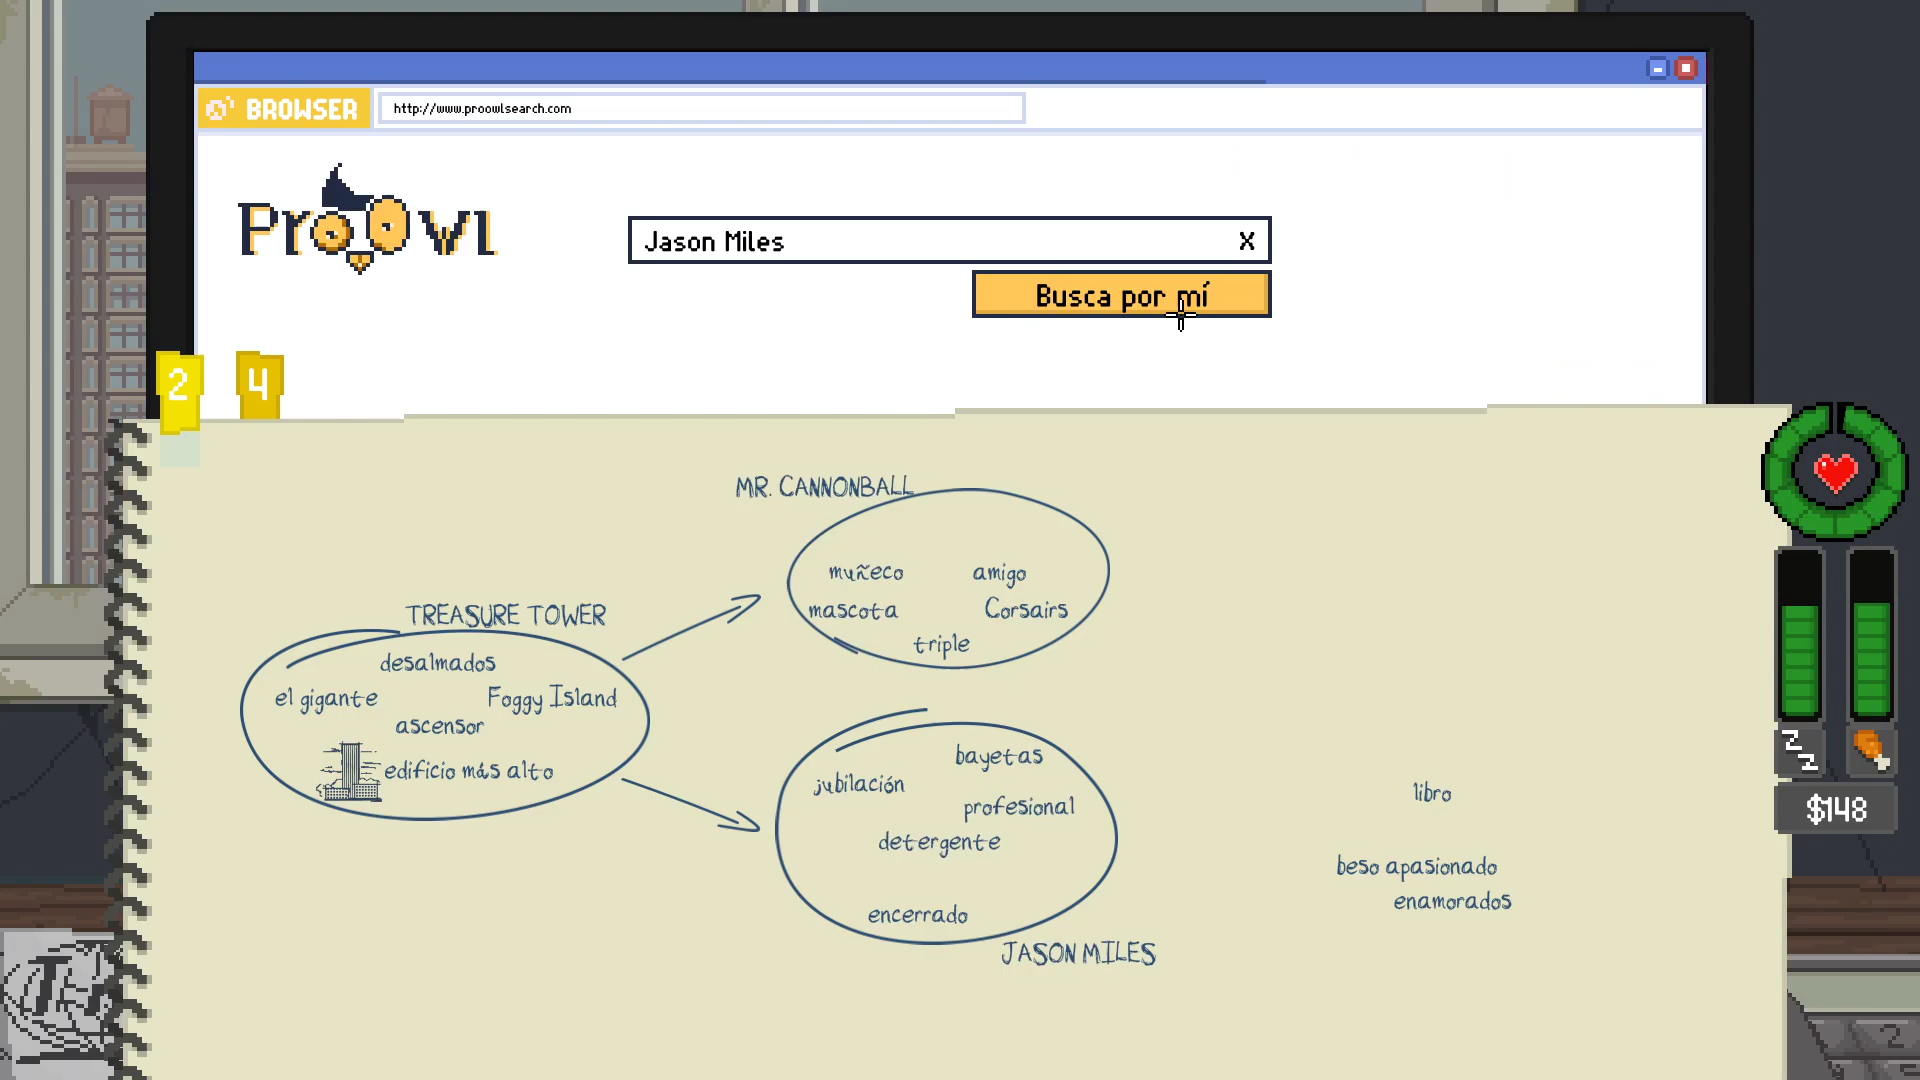 BROWSER
http://www.proowlsearch.com
PrOOwl
Jason Miles X
Busca por mí
2 4
MR. CANNONBALL
muñeco amigo
mascota Corsairs
triple
TREASURE TOWER
desalmados
el gigante Foggy Island
ascensor
edificio más alto
bayetas
jubilación
profesional
detergente
encerrado
JASON MILES
libro
beso apasionado
enamorados
ZZ
$148
2